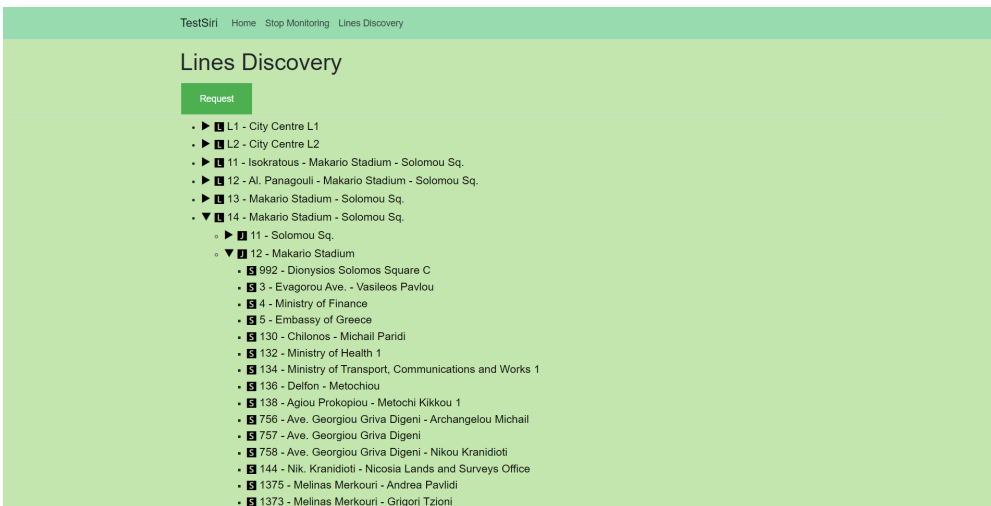 TestSiri Home Stop Monitoring Lines Discovery
Lines Discovery
Request
L L1 - City Centre L1
L L2 - City Centre L2
L 11 - Isokratous - Makario Stadium - Solomou Sq.
L 12 - Al. Panagouli - Makario Stadium - Solomou Sq.
L 13 - Makario Stadium - Solomou Sq.
L 14 - Makario Stadium - Solomou Sq.
J 11 - Solomou Sq.
J 12 - Makario Stadium
S 992 - Dionysios Solomos Square C
S 3 - Evagorou Ave. - Vasileos Pavlou
S 4 - Ministry of Finance
S 5 - Embassy of Greece
S 130 - Chilonos - Michail Paridi
S 132 - Ministry of Health 1
S 134 - Ministry of Transport, Communications and Works 1
S 136 - Delfon - Metochiou
S 138 - Agiou Prokopiou - Metochi Kikkou 1
S 756 - Ave. Georgiou Griva Digeni - Archangelou Michail
S 757 - Ave. Georgiou Griva Digeni
S 758 - Ave. Georgiou Griva Digeni - Nikou Kranidioti
S 144 - Nik. Kranidioti - Nicosia Lands and Surveys Office
S 1375 - Melinas Merkouri - Andrea Pavlidi
S 1373 - Melinas Merkouri - Grigori Tzioni